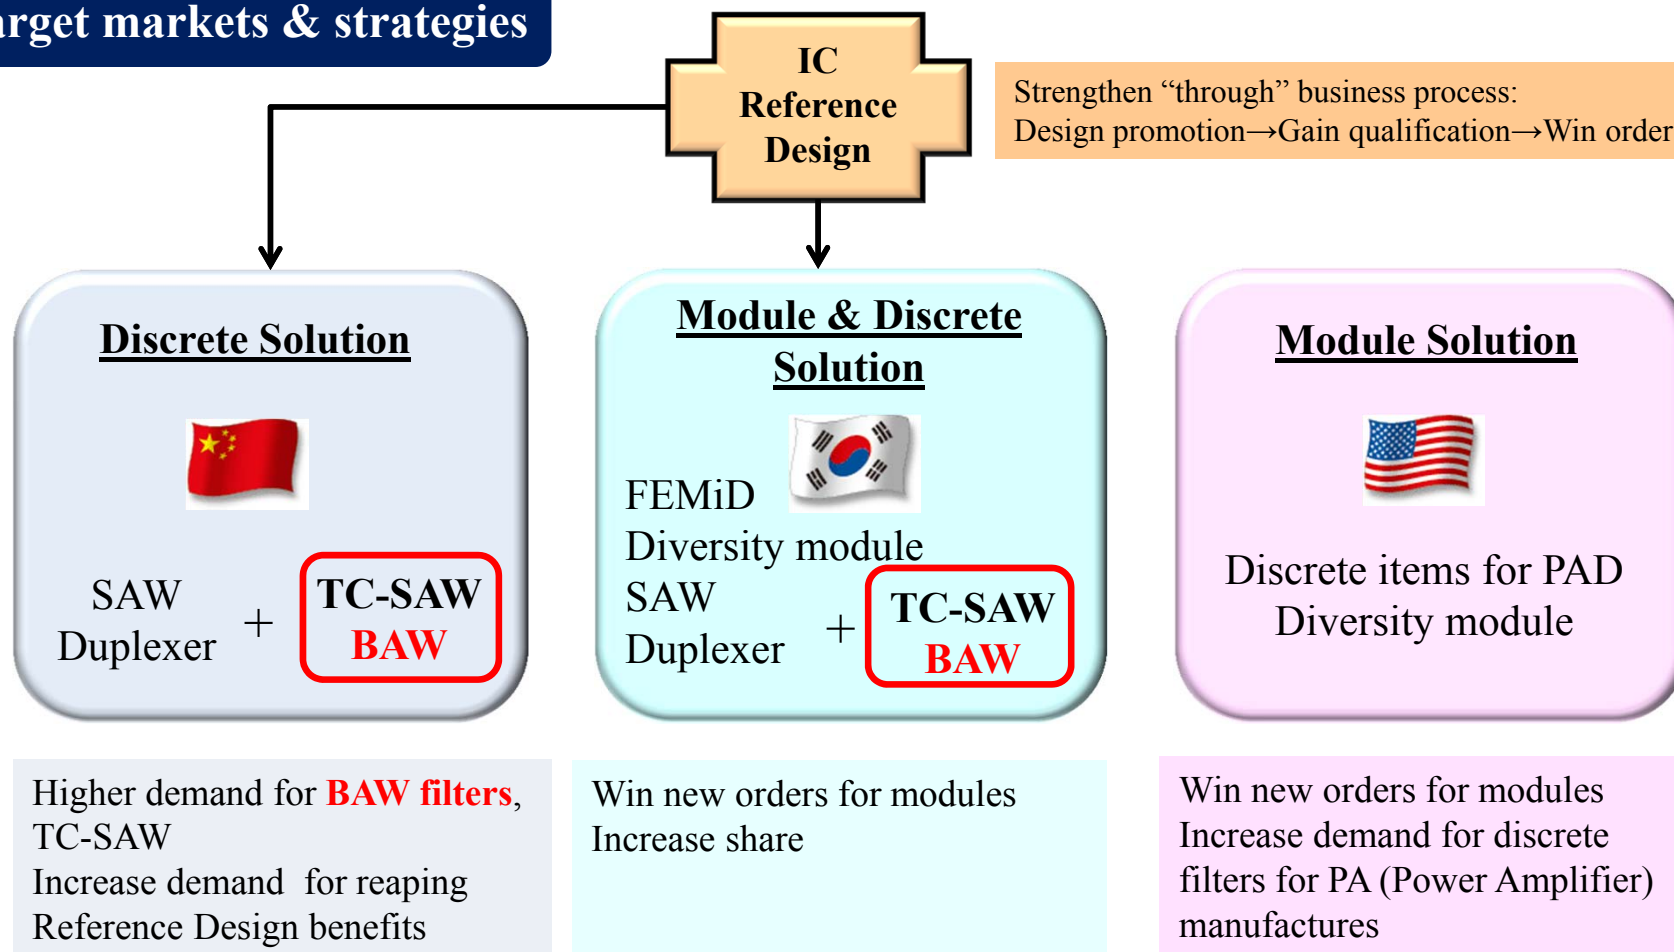 arget markets & strategies
IC
Reference
Design
Strengthen “through” business process:
Design promotion→Gain qualification→Win order
Discrete Solution
SAW
Duplexer
+
TC-SAW
BAW
Module & Discrete
Solution
FEMiD
Diversity module
SAW
Duplexer
+
TC-SAW
BAW
Module Solution
Discrete items for PAD
Diversity module
Higher demand for BAW filters,
TC-SAW
Increase demand for reaping
Reference Design benefits
Win new orders for modules
Increase share
Win new orders for modules
Increase demand for discrete
filters for PA (Power Amplifier)
manufactures